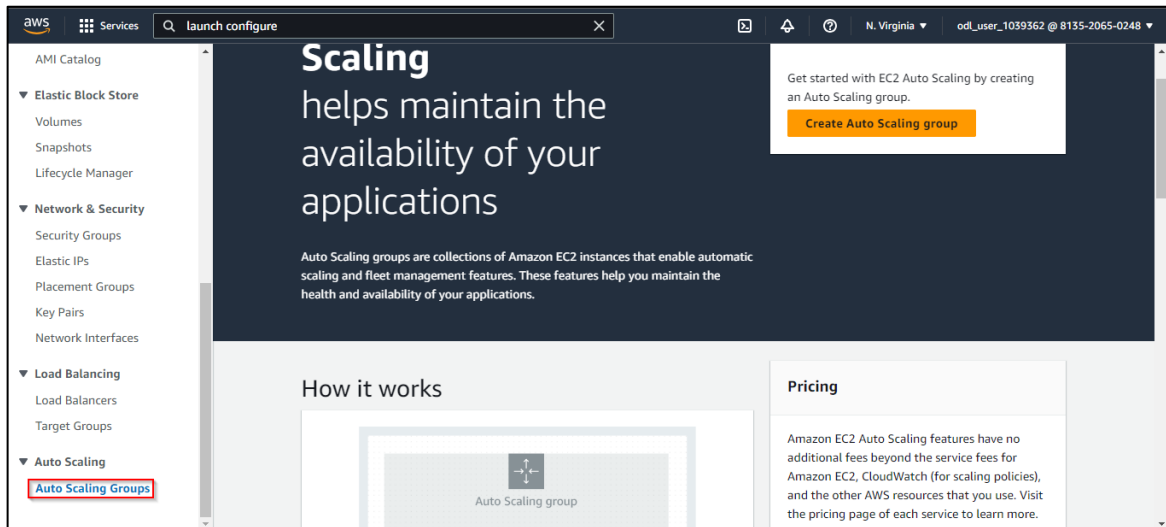 aws
Services
launch configure
N. Virginia
odl_user_1039362 @ 8135-2065-0248
AMI Catalog
Elastic Block Store
Volumes
Snapshots
Lifecycle Manager
Network & Security
Security Groups
Elastic IPs
Placement Groups
Key Pairs
Network Interfaces
Load Balancing
Load Balancers
Target Groups
Auto Scaling
Auto Scaling Groups
Scaling
helps maintain the
availability of your
applications
Auto Scaling groups are collections of Amazon EC2 instances that enable automatic
scaling and fleet management features. These features help you maintain the
health and availability of your applications.
Get started with EC2 Auto Scaling by creating
an Auto Scaling group.
Create Auto Scaling group
How it works
Auto Scaling group
Pricing
Amazon EC2 Auto Scaling features have no
additional fees beyond the service fees for
Amazon EC2, CloudWatch (for scaling policies),
and the other AWS resources that you use. Visit
the pricing page of each service to learn more.